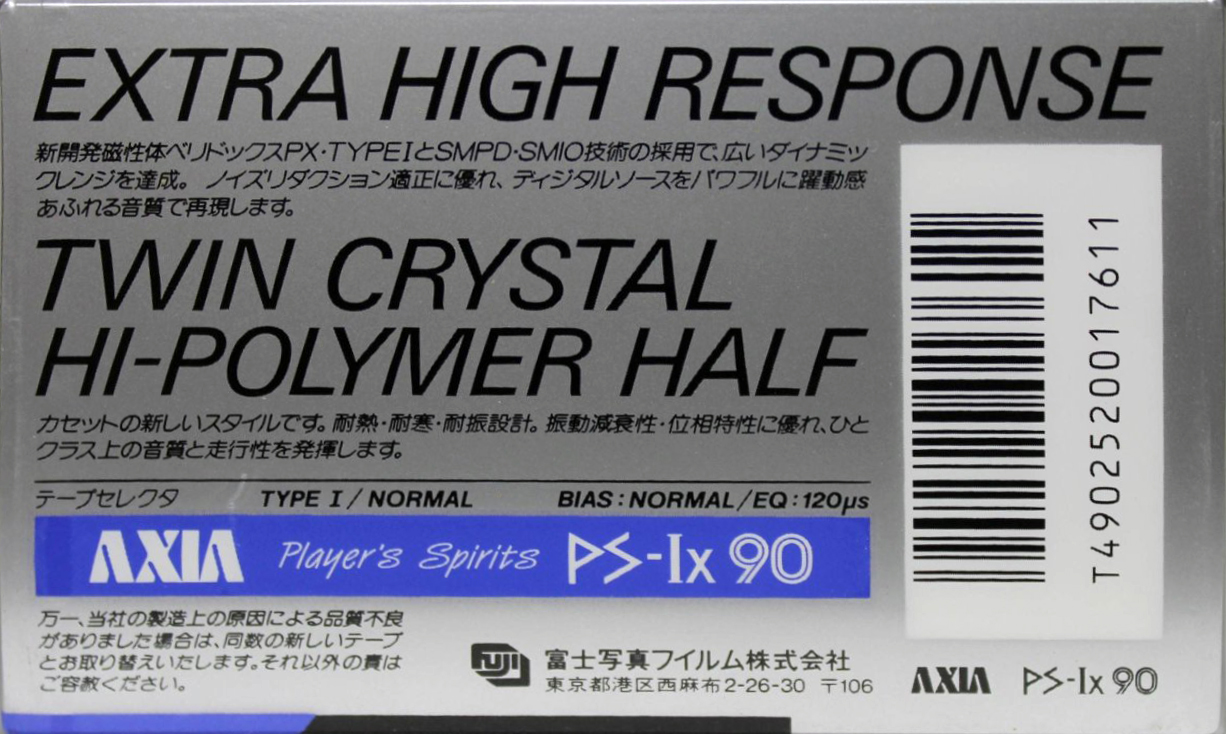 EXTRA HIGH RESPONSE
新開発磁性体ベリドックスPX・TYPEIとSMPD・SMIO技術の採用で、広いダイナミッ
クレンジを達成。 ノイズリダクション適正に優れ、ディジタルソースをパワフルに躍動感
あふれる音質で再現します。
TWIN CRYSTAL
HI-POLYMER HALF
カセットの新しいスタイルです。耐熱・耐寒・耐振設計。振動減衰性・位相特性に優れ、ひと
クラス上の音質と走行性を発揮します。
テープセレクタ TYPE I/NORMAL BIAS:NORMAL/EQ:120μs
AXIA Player's Spirits PS-Ix 90
万一、当社の製造上の原因による品質不良
がありました場合は、同数の新しいテープ
とお取り替えいたします。それ以外の責は
ご容赦ください。
FUJI 富士写真フイルム株式会社
東京都港区西麻布2-26-30 〒106
T4902520017611
AXIA PS-Ix 90